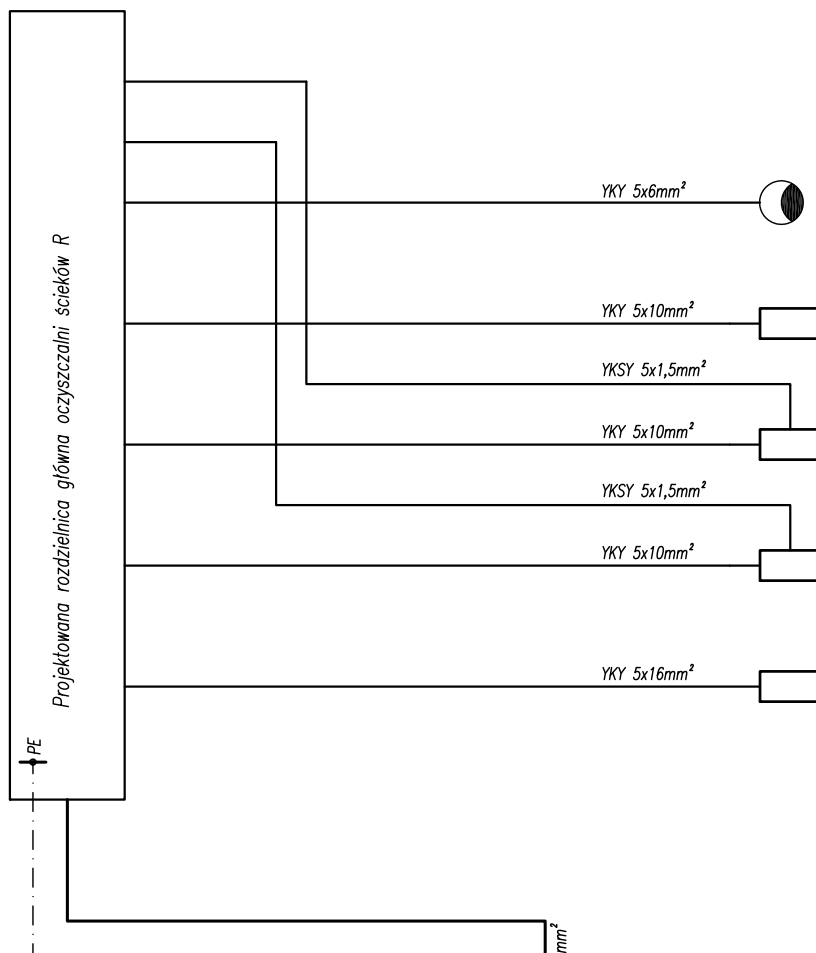 Projektowana rozdzielnica główna oczyszczalni ścieków R
PE
YKY 5x6mm²
YKY 5x10mm²
YKSY 5x1,5mm²
YKY 5x10mm²
YKSY 5x1,5mm²
YKY 5x10mm²
YKY 5x16mm²
mm²